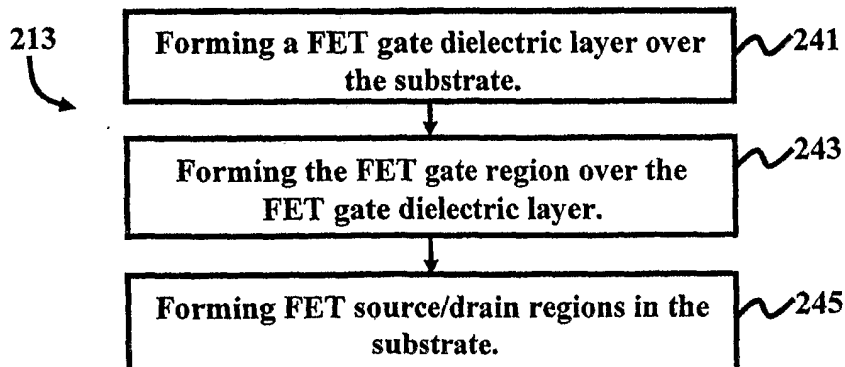 213
Forming a FET gate dielectric layer over
the substrate.
241
Forming the FET gate region over the
FET gate dielectric layer.
243
Forming FET source/drain regions in the
substrate.
245